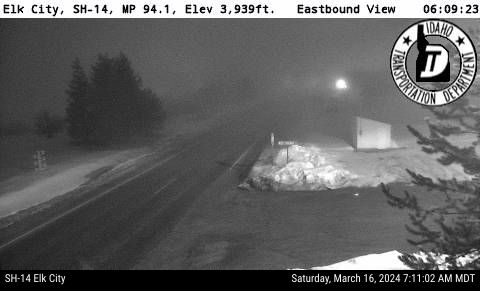 Elk City, SH-14, MP 94.1, Elev 3,939ft.   Eastbound View   06:09:23
IDAHO
TRANSPORTATION DEPARTMENT
SH-14 Elk City   Saturday, March 16, 2024 7:11:02 AM MDT